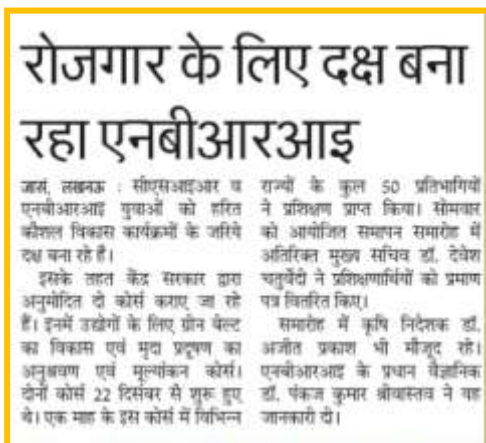 रोजगार के लिए दक्ष बना
रहा एनबीआरआइ
जासं, लखनऊ : सीएसआइआर व
एनबीआरआइ युवाओं को हरित
कौशल विकास कार्यक्रमों के जरिये
दक्ष बना रहे हैं।
इसके तहत केंद्र सरकार द्वारा
अनुमोदित दो कोर्स कराए जा रहे
हैं। इनमें उद्योगों के लिए ग्रीन बेल्ट
का विकास एवं मृदा प्रदूषण का
अनुश्रवण एवं मूल्यांकन कोर्स।
दोनों कोर्स 22 दिसंबर से शुरू हुए
थे। एक माह के इस कोर्स में विभिन्न
राज्यों के कुल 50 प्रतिभागियों
ने प्रशिक्षण प्राप्त किया। सोमवार
को आयोजित समापन समारोह में
अतिरिक्त मुख्य सचिव डॉ. देवेश
चतुर्वेदी ने प्रशिक्षणार्थियों को प्रमाण
पत्र वितरित किए।
समारोह में कृषि निदेशक डॉ.
अजीत प्रकाश भी मौजूद रहे।
एनबीआरआइ के प्रधान वैज्ञानिक
डॉ. पंकज कुमार श्रीवास्तव ने यह
जानकारी दी।